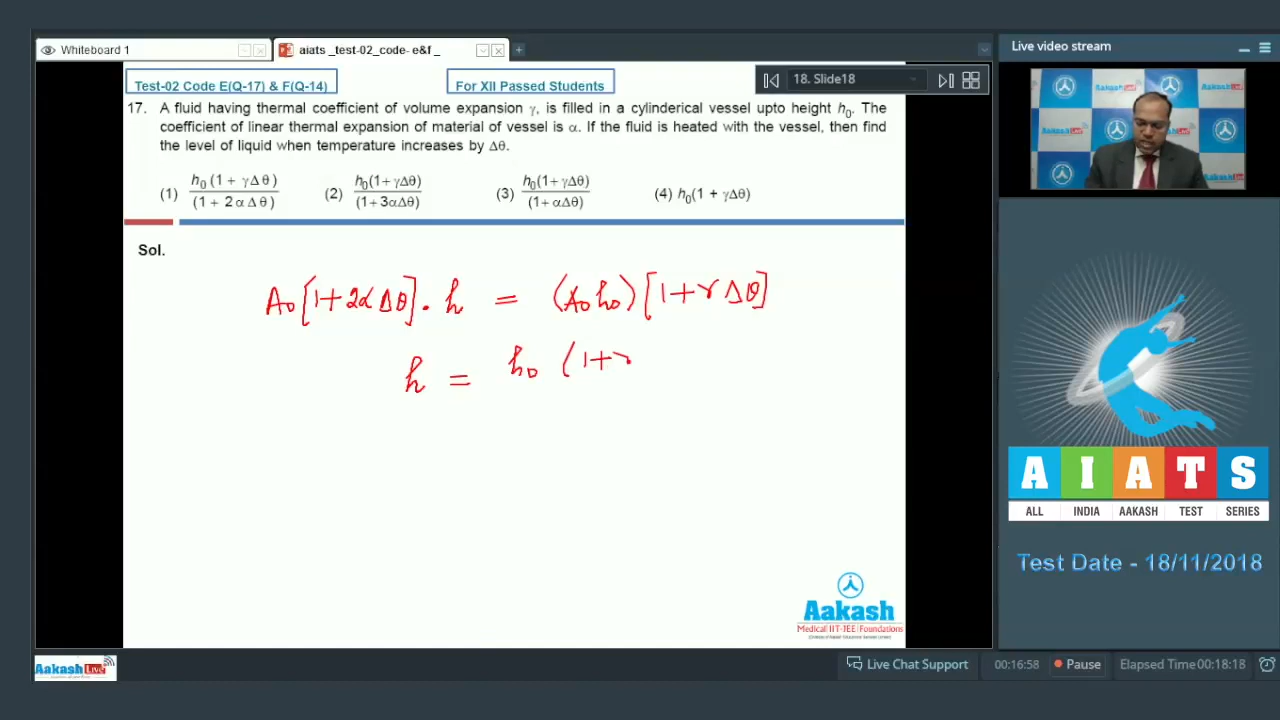 Whiteboard 1
aiats _test-02_code- e&f _
Live video stream
Test-02 Code E(Q-17) & F(Q-14)
For XII Passed Students
18. Slide18
17. A fluid having thermal coefficient of volume expansion γ, is filled in a cylinderical vessel upto height h₀. The
coefficient of linear thermal expansion of material of vessel is α. If the fluid is heated with the vessel, then find
the level of liquid when temperature increases by Δθ.
(1) h₀(1 + γΔθ)/(1 + 2αΔθ) (2) h₀(1+γΔθ)/(1+3αΔθ) (3) h₀(1+γΔθ)/(1+αΔθ) (4) h₀(1 + γΔθ)
Sol.
A₀[1+2αΔθ]. h = (A₀h₀)[1+γΔθ]
h = h₀ (1+γ
AIATS
ALL INDIA AAKASH TEST SERIES
Test Date - 18/11/2018
Aakash
Medical|IIT-JEE|Foundations
Aakash Live
Live Chat Support
00:16:58
Pause
Elapsed Time 00:18:18